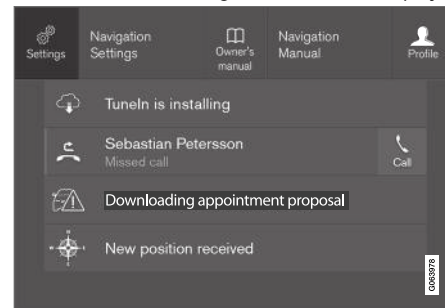 Settings
Navigation
Settings
Owner's
manual
Navigation
Manual
Profile
TuneIn is installing
Sebastian Petersson
Missed call
Call
Downloading appointment proposal
New position received
G063978